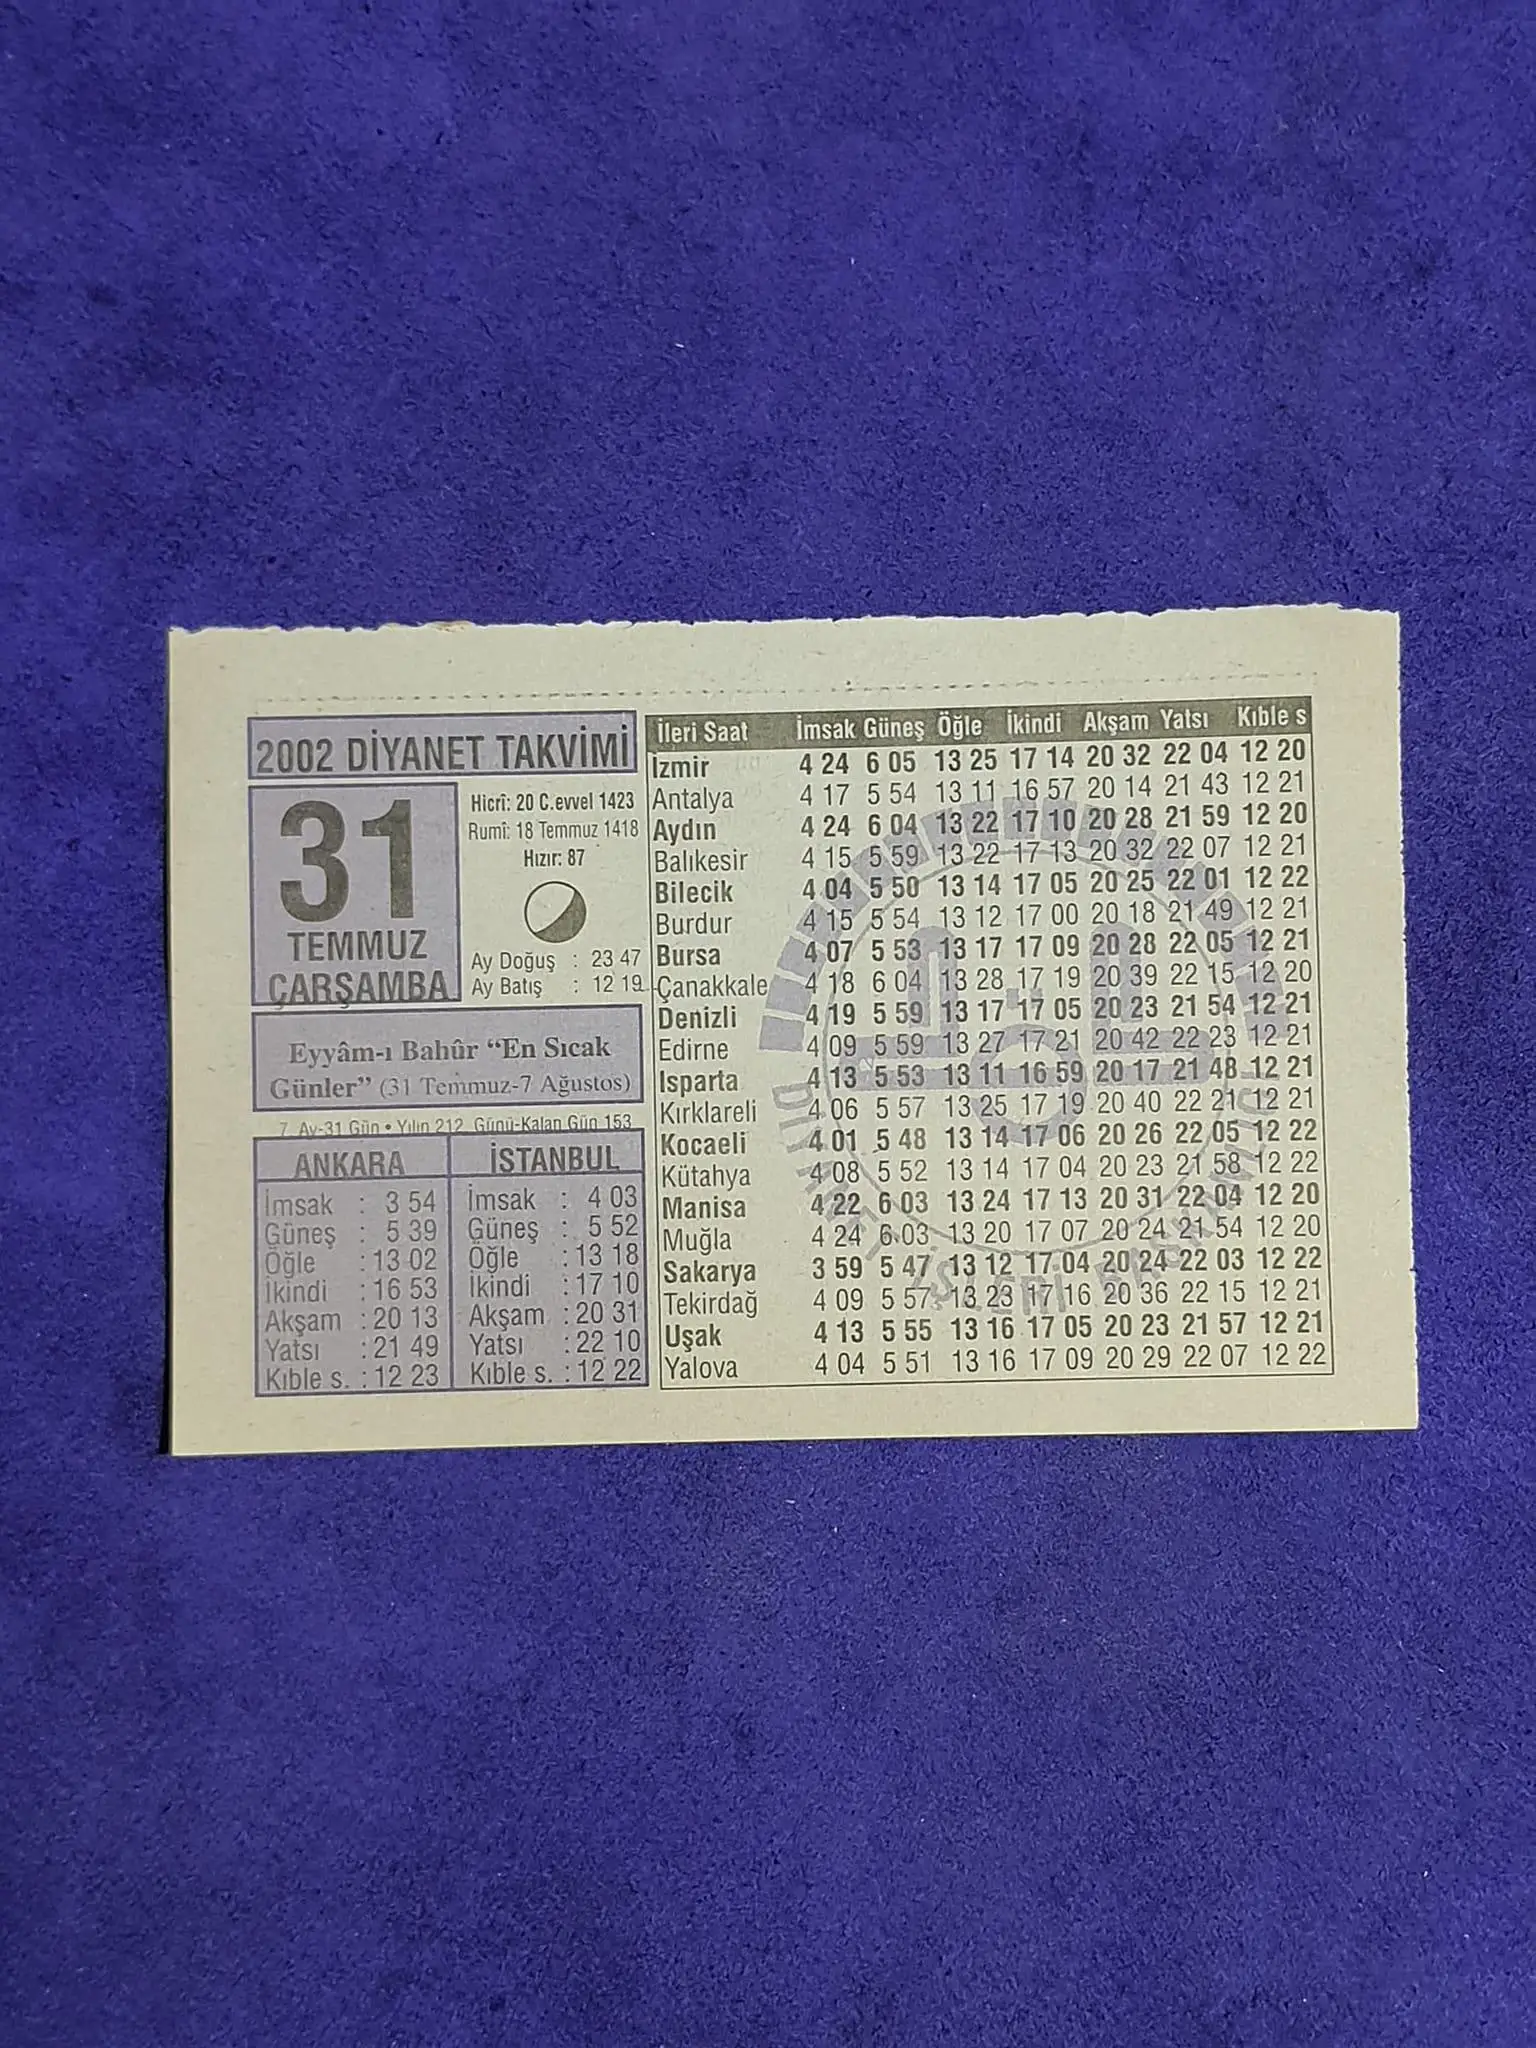 2002 DİYANET TAKVİMİ
31
TEMMUZ
ÇARŞAMBA
Hicrî: 20 C.evvel 1423
Rumî: 18 Temmuz 1418
Hızır: 87
Ay Doğuş : 23 47
Ay Batış : 12 19
Eyyâm-ı Bahûr “En Sıcak
Günler” (31 Temmuz-7 Ağustos)
7. Ay-31 Gün • Yılın 212. Günü-Kalan Gün 153
ANKARA
İmsak : 3 54
Güneş : 5 39
Öğle : 13 02
İkindi : 16 53
Akşam : 20 13
Yatsı : 21 49
Kıble s. : 12 23
İSTANBUL
İmsak : 4 03
Güneş : 5 52
Öğle : 13 18
İkindi : 17 10
Akşam : 20 31
Yatsı : 22 10
Kıble s. : 12 22
İleri Saat İmsak Güneş Öğle İkindi Akşam Yatsı Kıble s
İzmir 4 24 6 05 13 25 17 14 20 32 22 04 12 20
Antalya 4 17 5 54 13 11 16 57 20 14 21 43 12 21
Aydın 4 24 6 04 13 22 17 10 20 28 21 59 12 20
Balıkesir 4 15 5 59 13 22 17 13 20 32 22 07 12 21
Bilecik 4 04 5 50 13 14 17 05 20 25 22 01 12 22
Burdur 4 15 5 54 13 12 17 00 20 18 21 49 12 21
Bursa 4 07 5 53 13 17 17 09 20 28 22 05 12 21
Çanakkale 4 18 6 04 13 28 17 19 20 39 22 15 12 20
Denizli 4 19 5 59 13 17 17 05 20 23 21 54 12 21
Edirne 4 09 5 59 13 27 17 21 20 42 22 23 12 21
Isparta 4 13 5 53 13 11 16 59 20 17 21 48 12 21
Kırklareli 4 06 5 57 13 25 17 19 20 40 22 21 12 21
Kocaeli 4 01 5 48 13 14 17 06 20 26 22 05 12 22
Kütahya 4 08 5 52 13 14 17 04 20 23 21 58 12 22
Manisa 4 22 6 03 13 24 17 13 20 31 22 04 12 20
Muğla 4 24 6 03 13 20 17 07 20 24 21 54 12 20
Sakarya 3 59 5 47 13 12 17 04 20 24 22 03 12 22
Tekirdağ 4 09 5 57 13 23 17 16 20 36 22 15 12 21
Uşak 4 13 5 55 13 16 17 05 20 23 21 57 12 21
Yalova 4 04 5 51 13 16 17 09 20 29 22 07 12 22